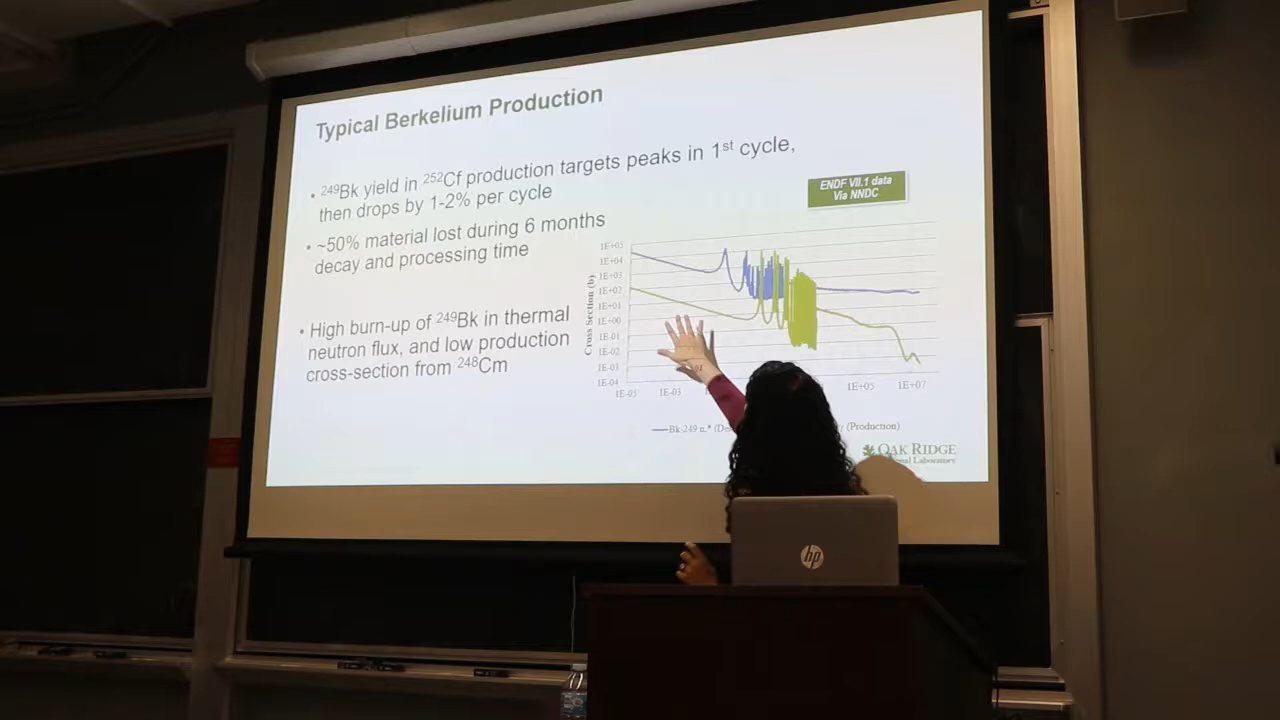 Typical Berkelium Production
• ²⁴⁹Bk yield in ²⁵²Cf production targets peaks in 1ˢᵗ cycle,
then drops by 1-2% per cycle
• ~50% material lost during 6 months
decay and processing time
• High burn-up of ²⁴⁹Bk in thermal
neutron flux, and low production
cross-section from ²⁴⁸Cm
ENDF VII.1 data
Via NNDC
Cross Section (b)
1E+05
1E+04
1E+03
1E+02
1E+01
1E+00
1E-01
1E-02
1E-03
1E-04
1E-05 1E-03 1E+05 1E+07
Bk-249 n,* (Production)
OAK RIDGE
Laboratory
hp